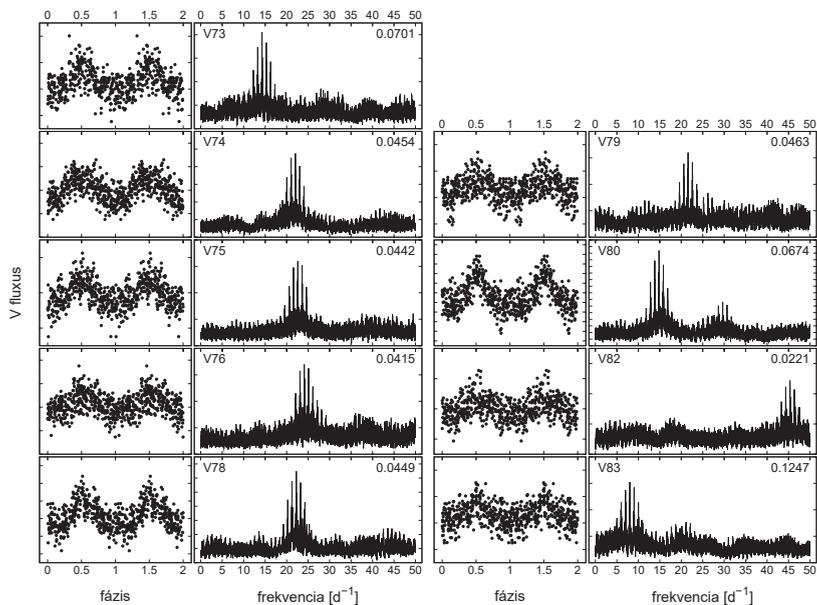 0 0.5 1 1.5 2 0 5 10 15 20 25 30 35 40 45 50
V73 0.0701
V74 0.0454
V75 0.0442
V76 0.0415
V78 0.0449
0 0.5 1 1.5 2 0 5 10 15 20 25 30 35 40 45 50
0 0.5 1 1.5 2 0 5 10 15 20 25 30 35 40 45 50
V79 0.0463
V80 0.0674
V82 0.0221
V83 0.1247
0 0.5 1 1.5 2 0 5 10 15 20 25 30 35 40 45 50
V fluxus
fázis frekvencia [d⁻¹] fázis frekvencia [d⁻¹]